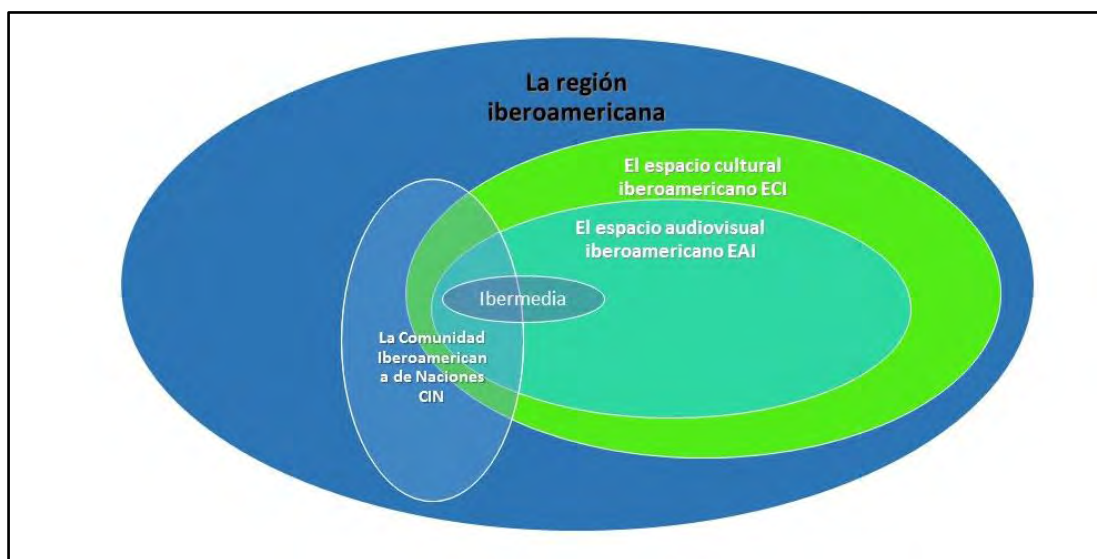 La región
iberoamericana
El espacio cultural
iberoamericano ECI
El espacio audiovisual
iberoamericano EAI
Ibermedia
La Comunidad
Iberoamerican
a de Naciones
CIN